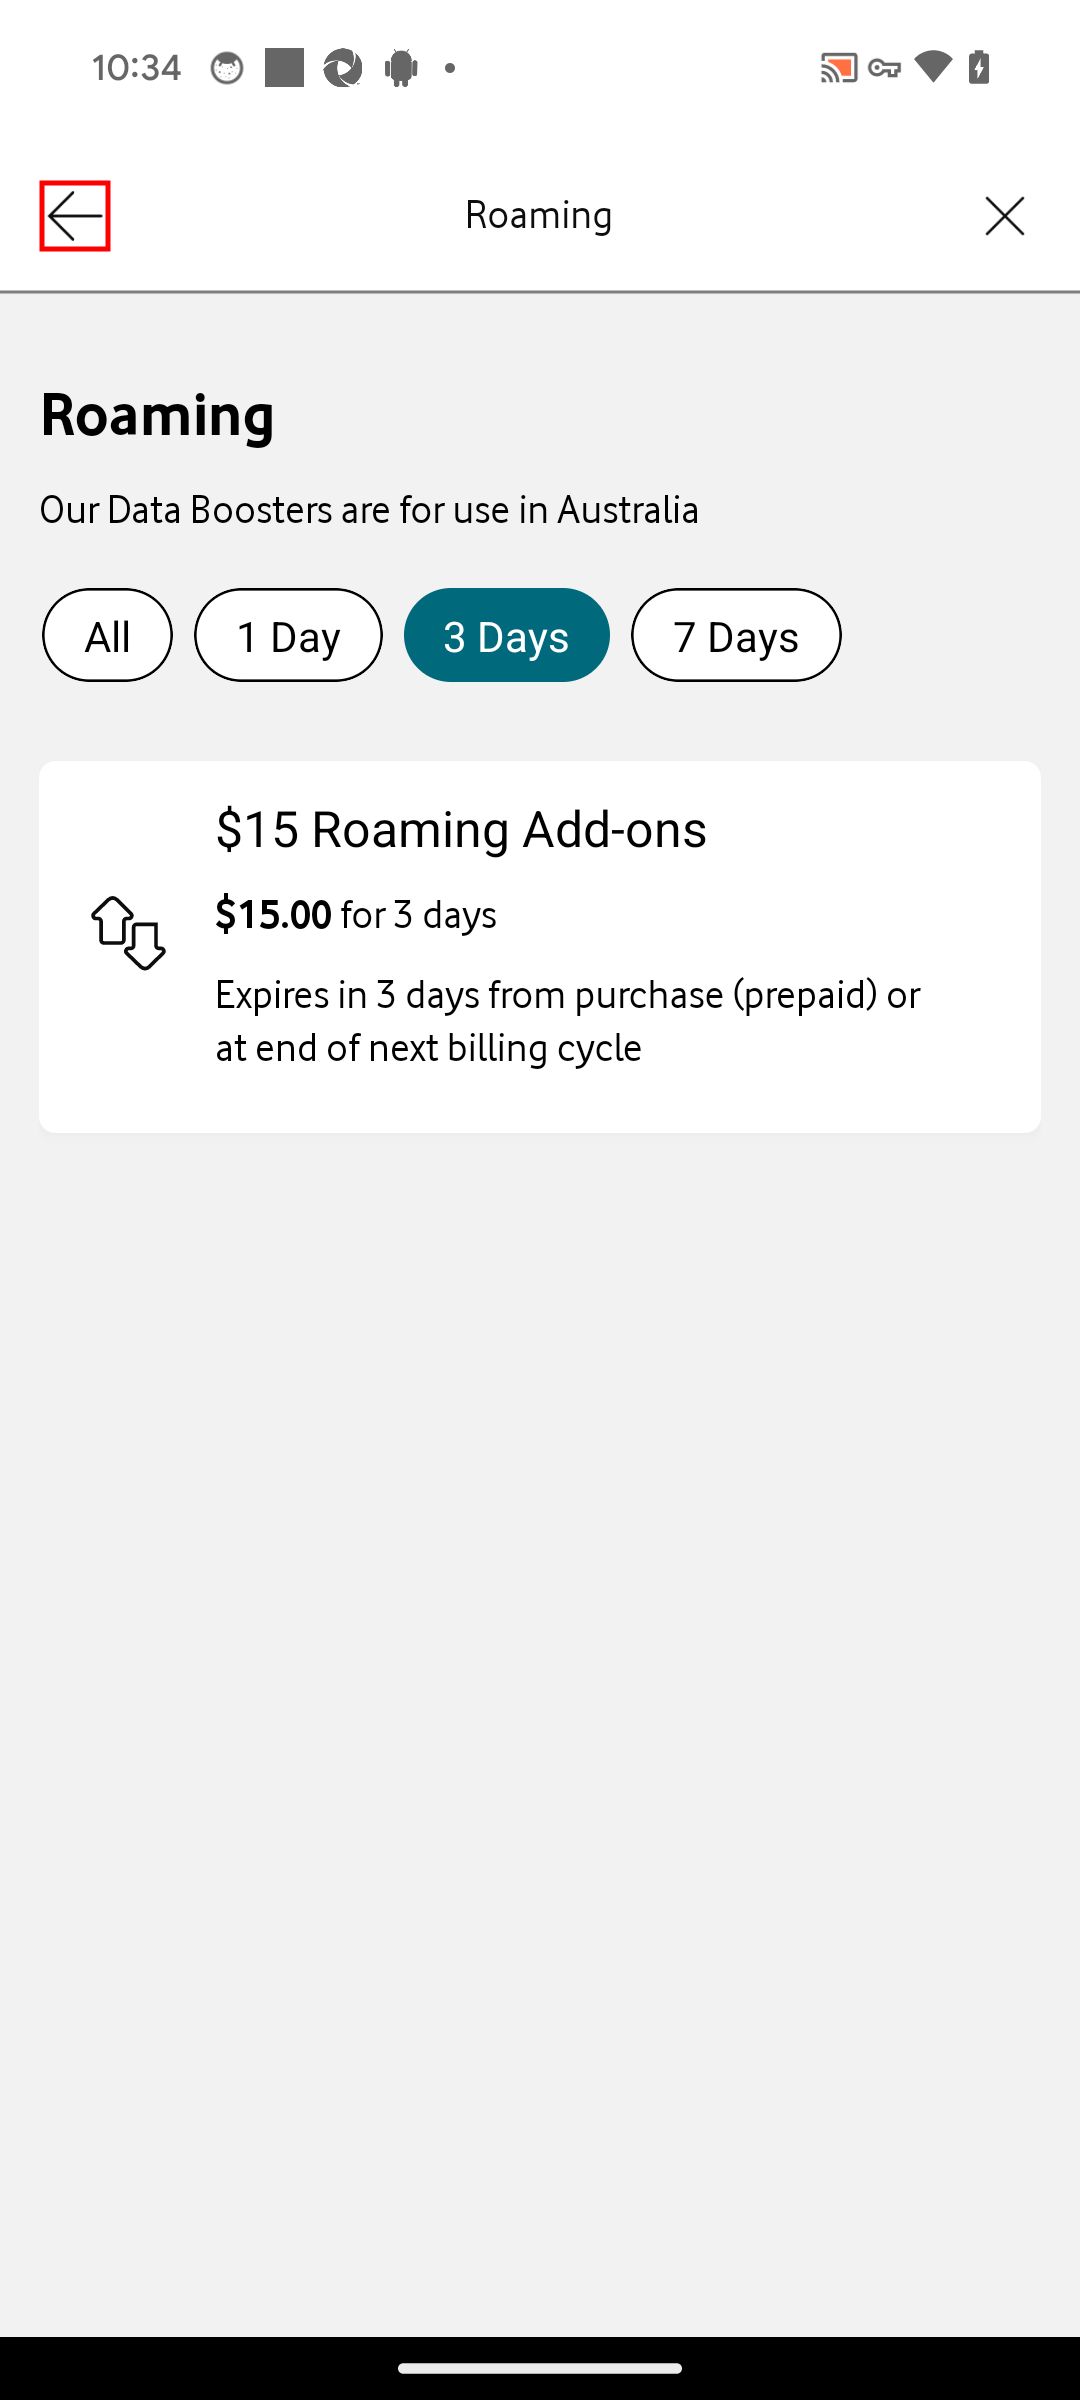 10:34
Roaming
Roaming
Our Data Boosters are for use in Australia
All
1 Day
3 Days
7 Days
$15 Roaming Add-ons
$15.00 for 3 days
Expires in 3 days from purchase (prepaid) or
at end of next billing cycle